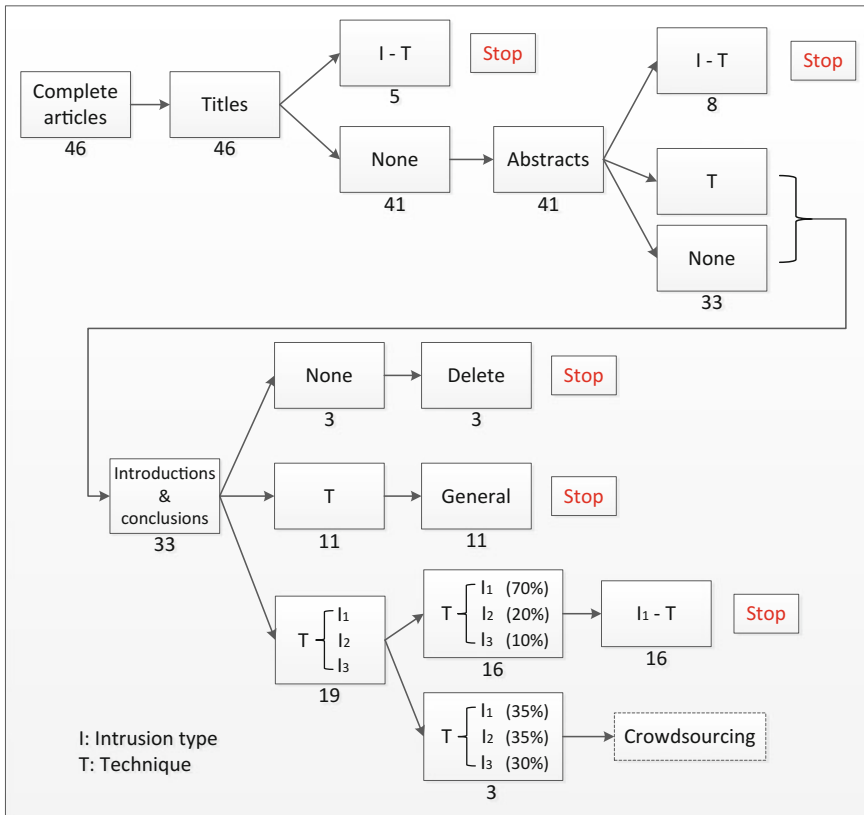 Complete
articles
46
Titles
46
I - T
5
Stop
None
41
Abstracts
41
I - T
8
Stop
T
None
33
Introductions
&
conclusions
33
None
3
Delete
3
Stop
T
11
General
11
Stop
T
I1
I2
I3
19
T
I1 (70%)
I2 (20%)
I3 (10%)
16
I1 - T
16
Stop
T
I1 (35%)
I2 (35%)
I3 (30%)
3
Crowdsourcing
I: Intrusion type
T: Technique